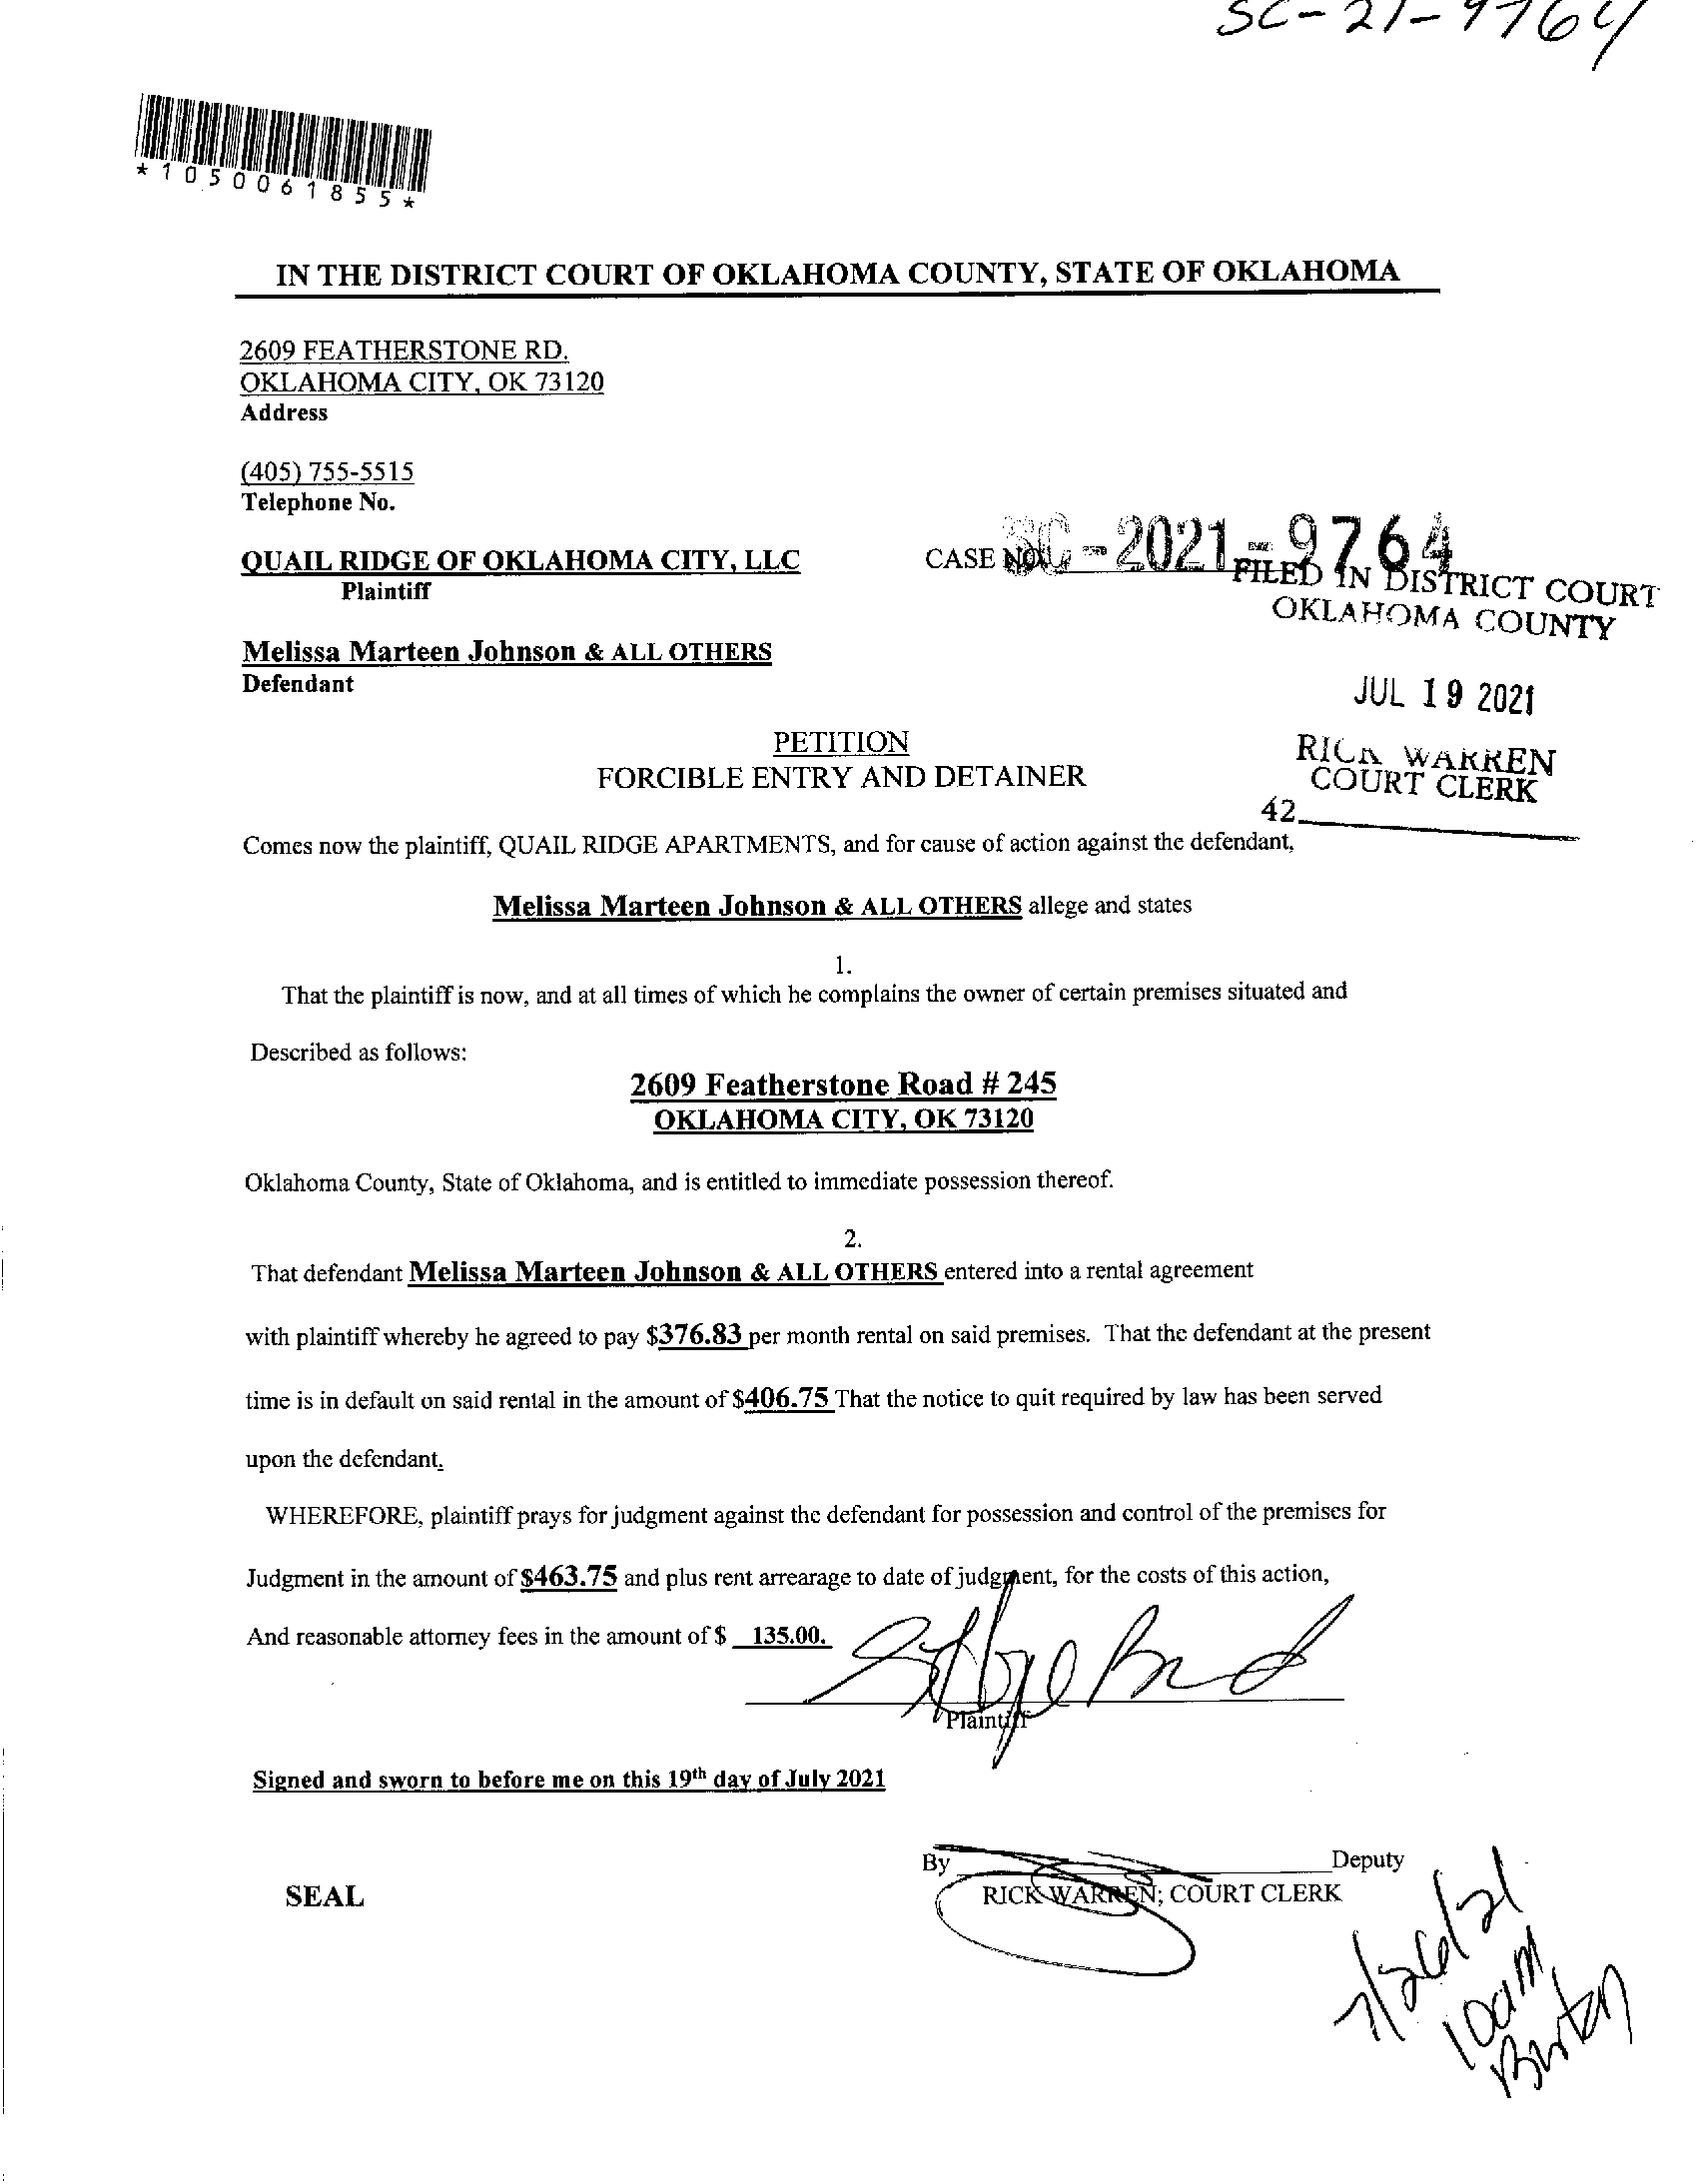 SC-21-9764
*1050061855*
IN THE DISTRICT COURT OF OKLAHOMA COUNTY, STATE OF OKLAHOMA
2609 FEATHERSTONE RD.
OKLAHOMA CITY, OK 73120
Address
(405) 755-5515
Telephone No.
QUAIL RIDGE OF OKLAHOMA CITY, LLC
Plaintiff
CASE NO. SC-2021-9764
FILED IN DISTRICT COURT
OKLAHOMA COUNTY
Melissa Marteen Johnson & ALL OTHERS
Defendant
JUL 19 2021
RICK WARREN
COURT CLERK
42
PETITION
FORCIBLE ENTRY AND DETAINER
Comes now the plaintiff, QUAIL RIDGE APARTMENTS, and for cause of action against the defendant,
Melissa Marteen Johnson & ALL OTHERS allege and states
1.
That the plaintiff is now, and at all times of which he complains the owner of certain premises situated and
Described as follows:
2609 Featherstone Road # 245
OKLAHOMA CITY, OK 73120
Oklahoma County, State of Oklahoma, and is entitled to immediate possession thereof.
2.
That defendant Melissa Marteen Johnson & ALL OTHERS entered into a rental agreement
with plaintiff whereby he agreed to pay $376.83 per month rental on said premises. That the defendant at the present
time is in default on said rental in the amount of $406.75 That the notice to quit required by law has been served
upon the defendant.
WHEREFORE, plaintiff prays for judgment against the defendant for possession and control of the premises for
Judgment in the amount of $463.75 and plus rent arrearage to date of judgment, for the costs of this action,
And reasonable attorney fees in the amount of $ 135.00.
Plaintiff
Signed and sworn to before me on this 19th day of July 2021
By Deputy
RICK WARREN; COURT CLERK
SEAL
7/26/21
10am